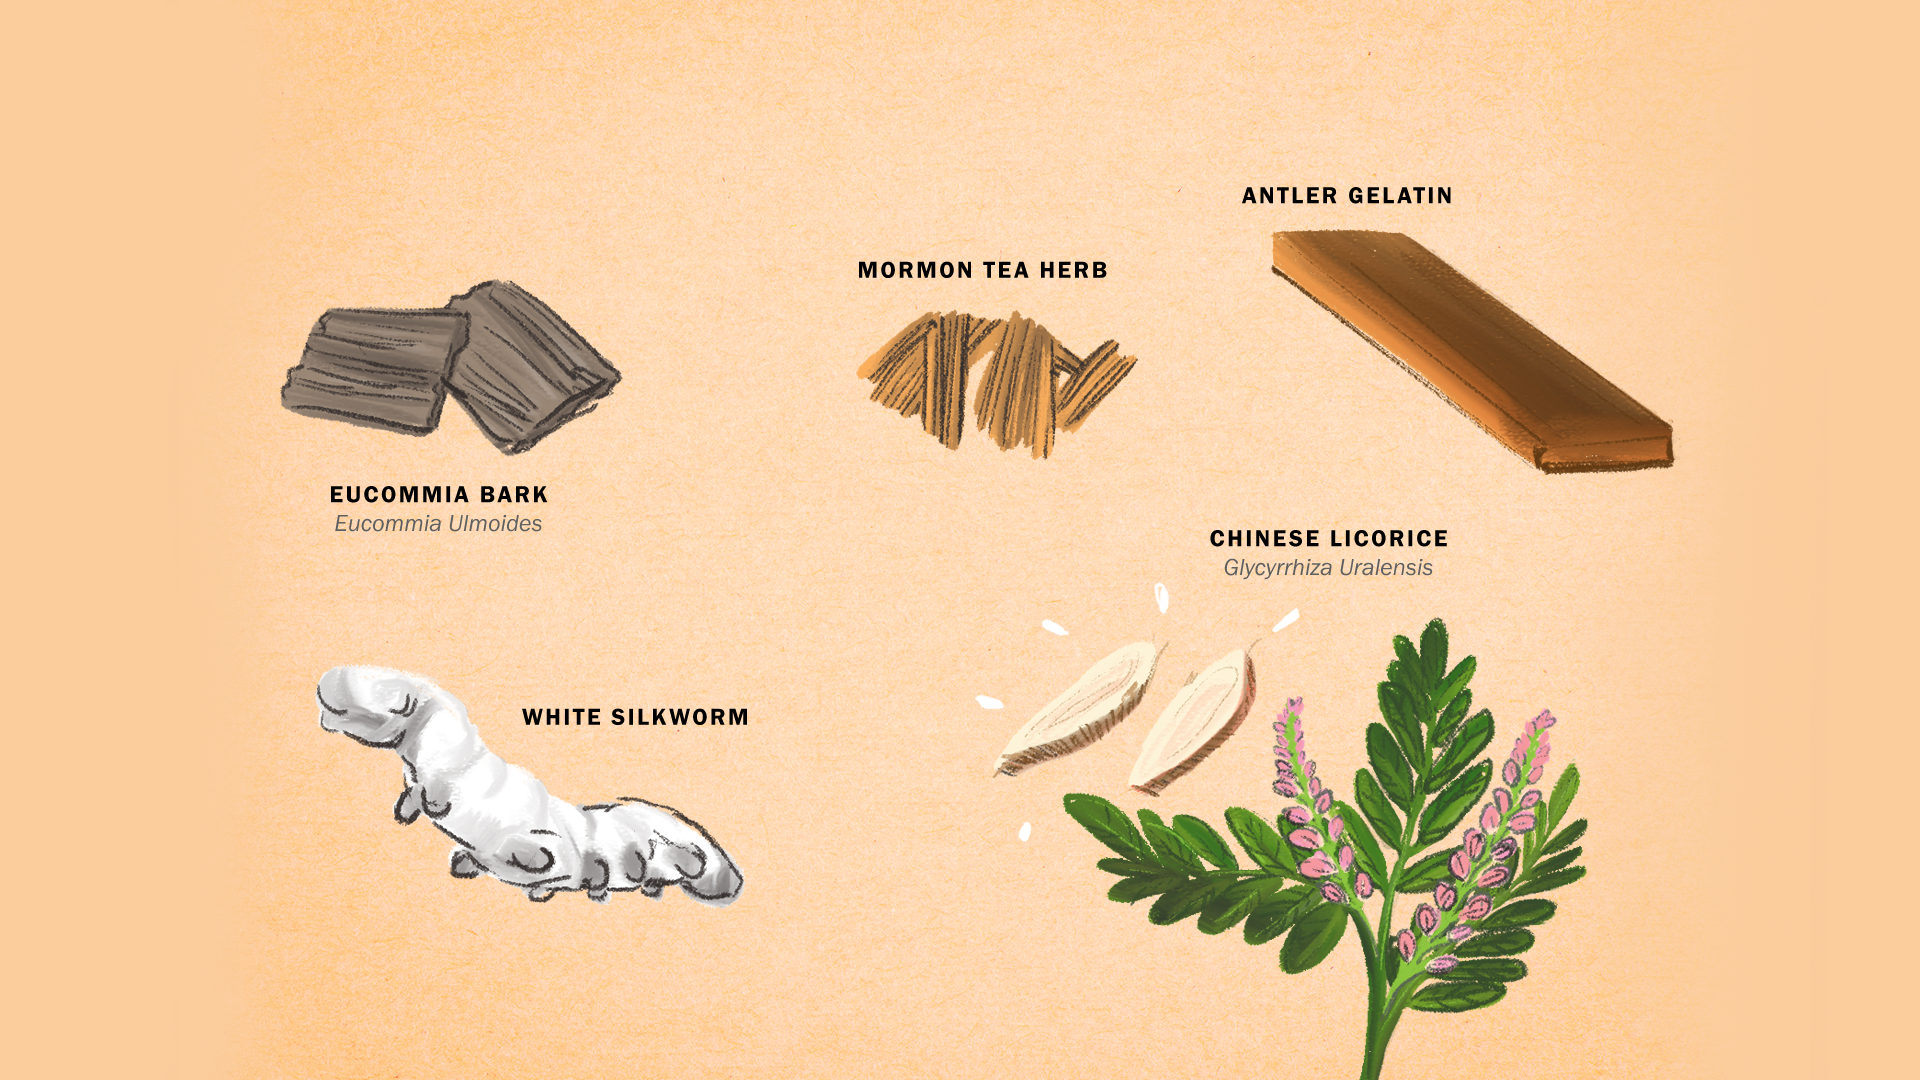 ANTLER GELATIN
MORMON TEA HERB
EUCOMMIA BARK
Eucommia Ulmoides
CHINESE LICORICE
Glycyrrhiza Uralensis
WHITE SILKWORM